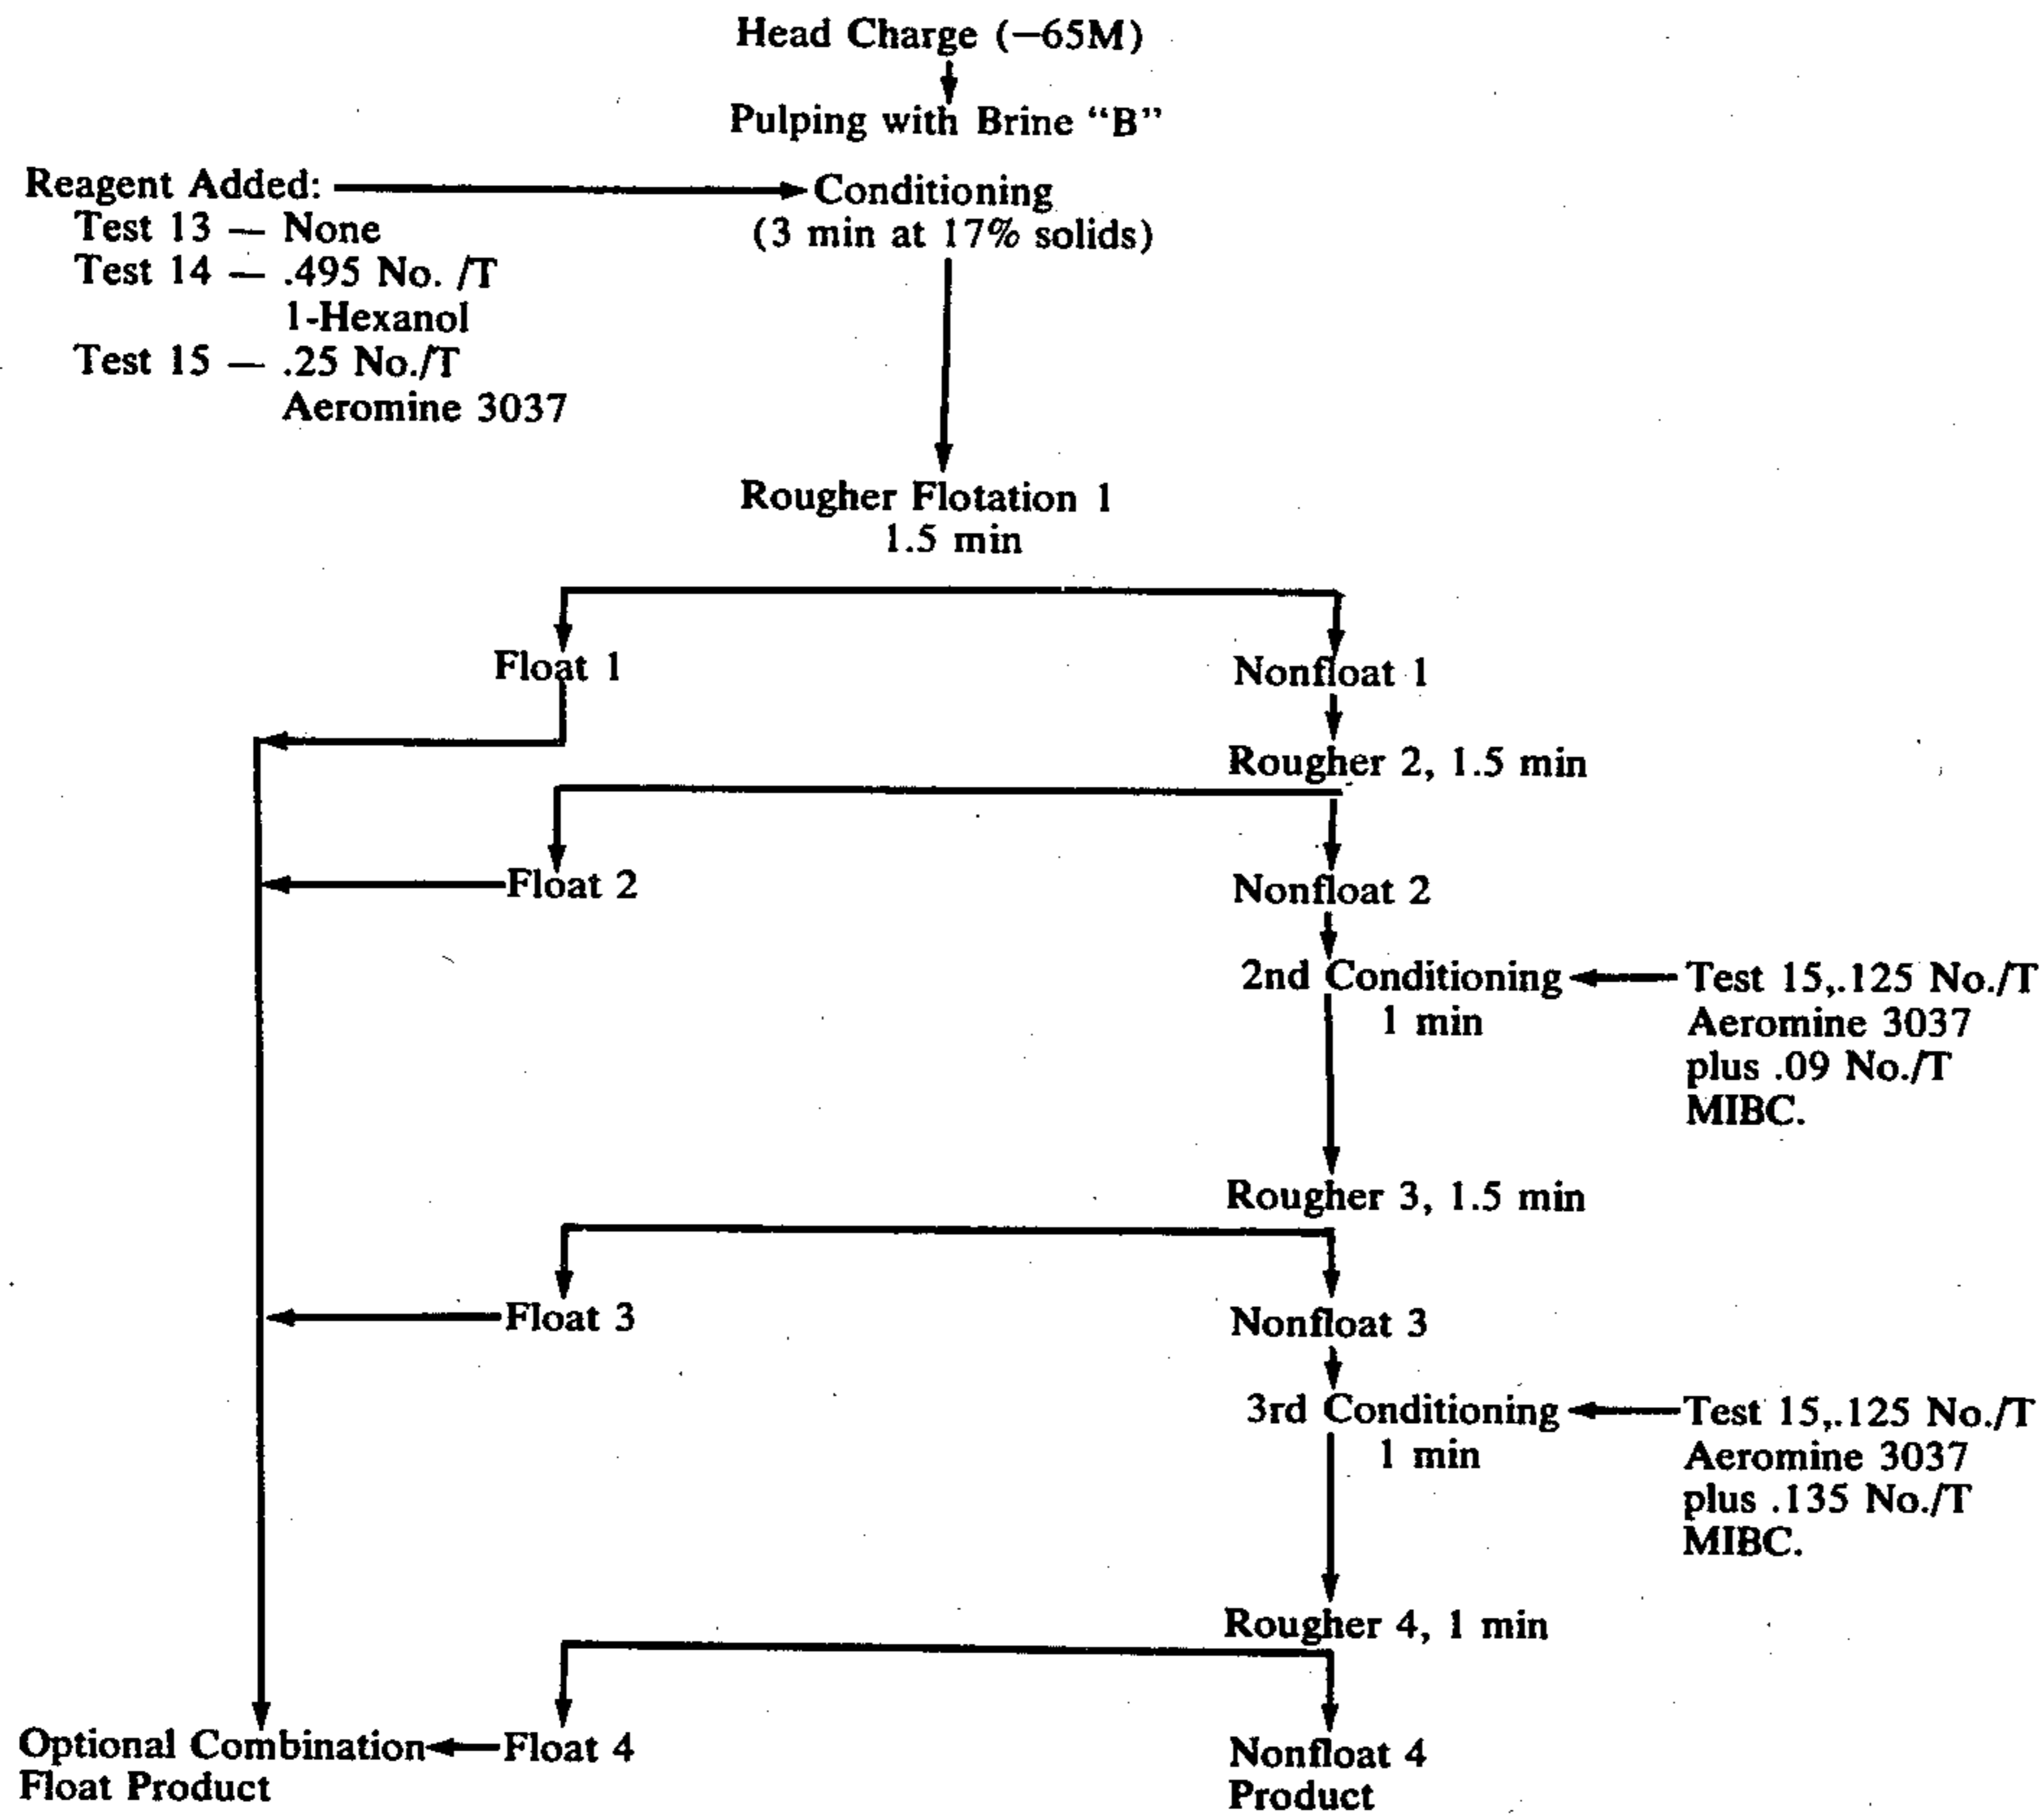 Head Charge (−65M)
Pulping with Brine “B”
Reagent Added:
Conditioning
(3 min at 17% solids)
Test 13 — None
Test 14 — .495 No. /T
1-Hexanol
Test 15 — .25 No./T
Aeromine 3037
Rougher Flotation 1
1.5 min
Float 1
Nonfloat 1
Rougher 2, 1.5 min
Float 2
Nonfloat 2
2nd Conditioning
1 min
Test 15,.125 No./T
Aeromine 3037
plus .09 No./T
MIBC.
Rougher 3, 1.5 min
Float 3
Nonfloat 3
3rd Conditioning
1 min
Test 15,.125 No./T
Aeromine 3037
plus .135 No./T
MIBC.
Rougher 4, 1 min
Optional Combination
Float Product
Float 4
Nonfloat 4
Product